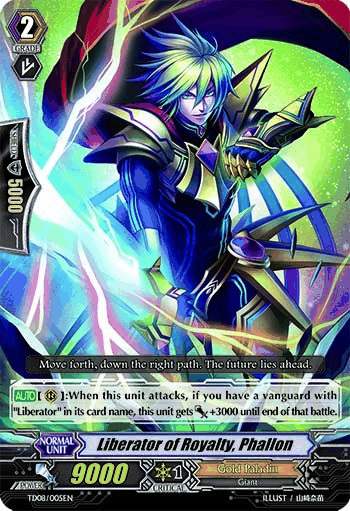 2
GRADE
SHIELD
5000
Move forth, down the right path. The future lies ahead.
AUTO [ ]:When this unit attacks, if you have a vanguard with
"Liberator" in its card name, this unit gets +3000 until end of that battle.
NORMAL
UNIT
Liberator of Royalty, Phallon
POWER
9000
1
CRITICAL
Gold Paladin
Giant
TD08/005EN
ILLUST / 山崎奈苗